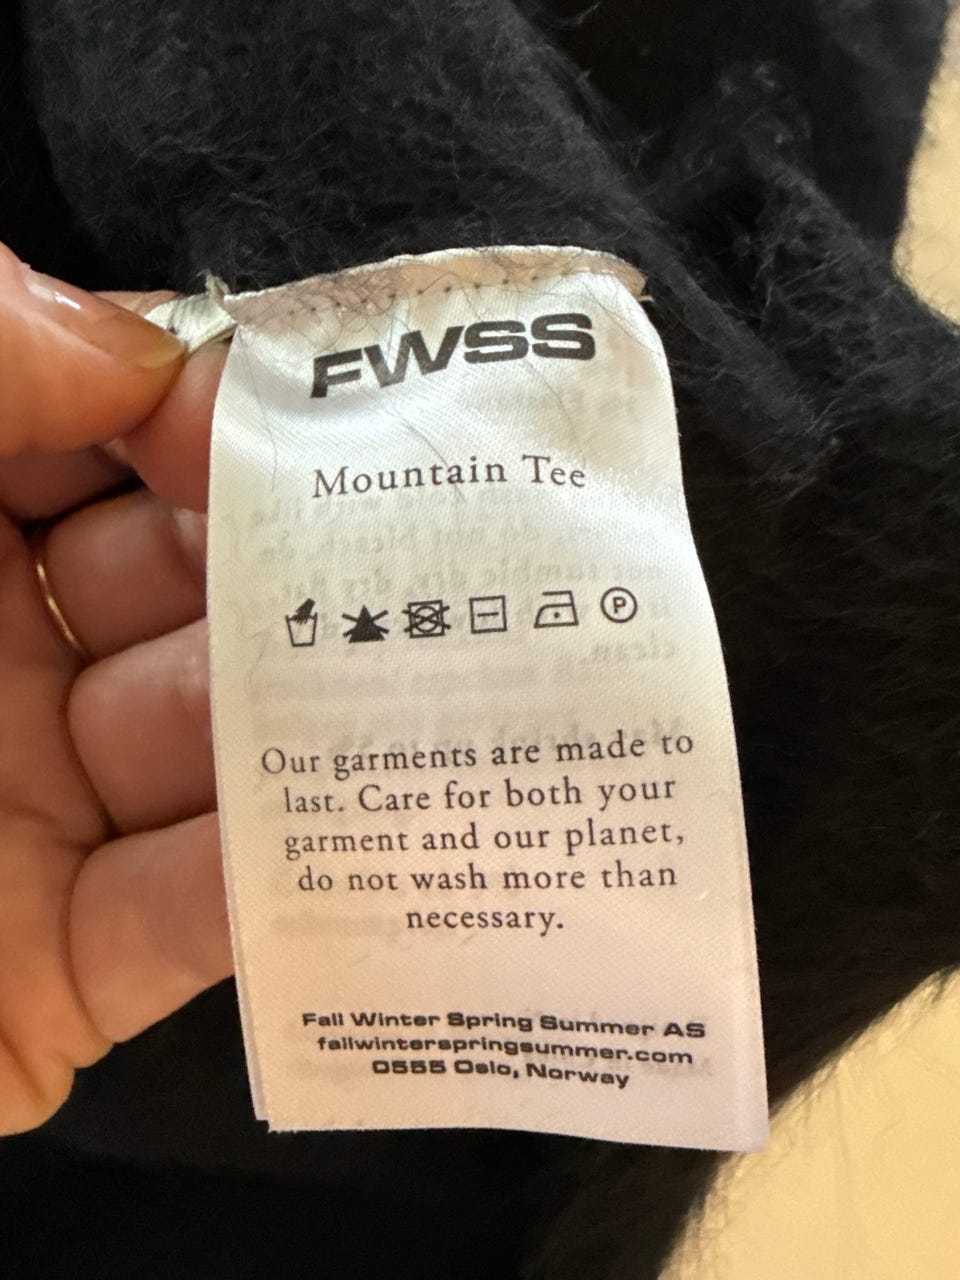 FWSS
Mountain Tee
P
Our garments are made to
last. Care for both your
garment and our planet,
do not wash more than
necessary.
Fall Winter Spring Summer AS
fallwinterspringsummer.com
0555 Oslo, Norway